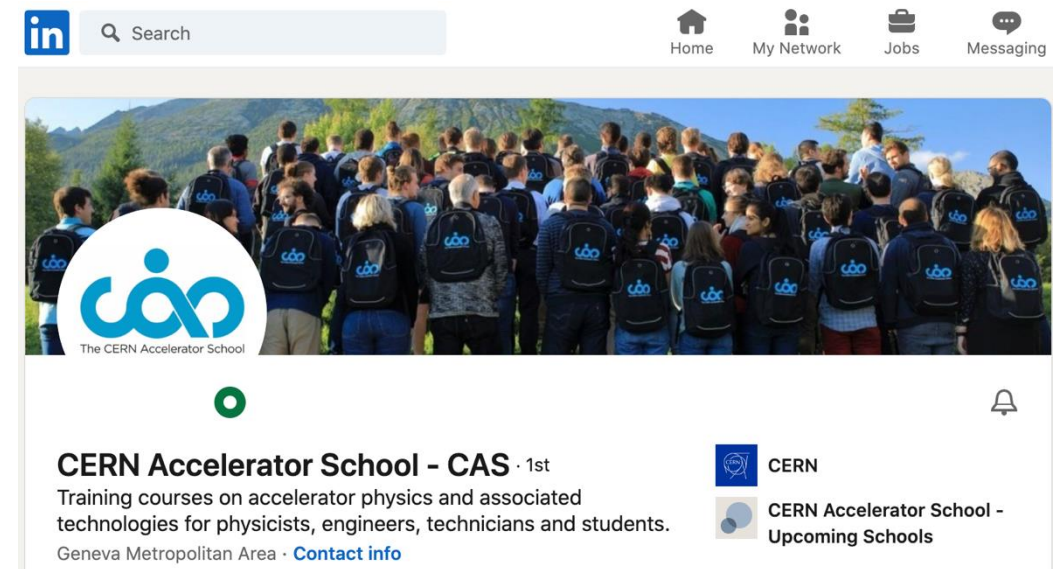 in
Search
Home
My Network
Jobs
Messaging
The CERN Accelerator School
CERN Accelerator School - CAS · 1st
Training courses on accelerator physics and associated
technologies for physicists, engineers, technicians and students.
Geneva Metropolitan Area · Contact info
CERN
CERN Accelerator School -
Upcoming Schools